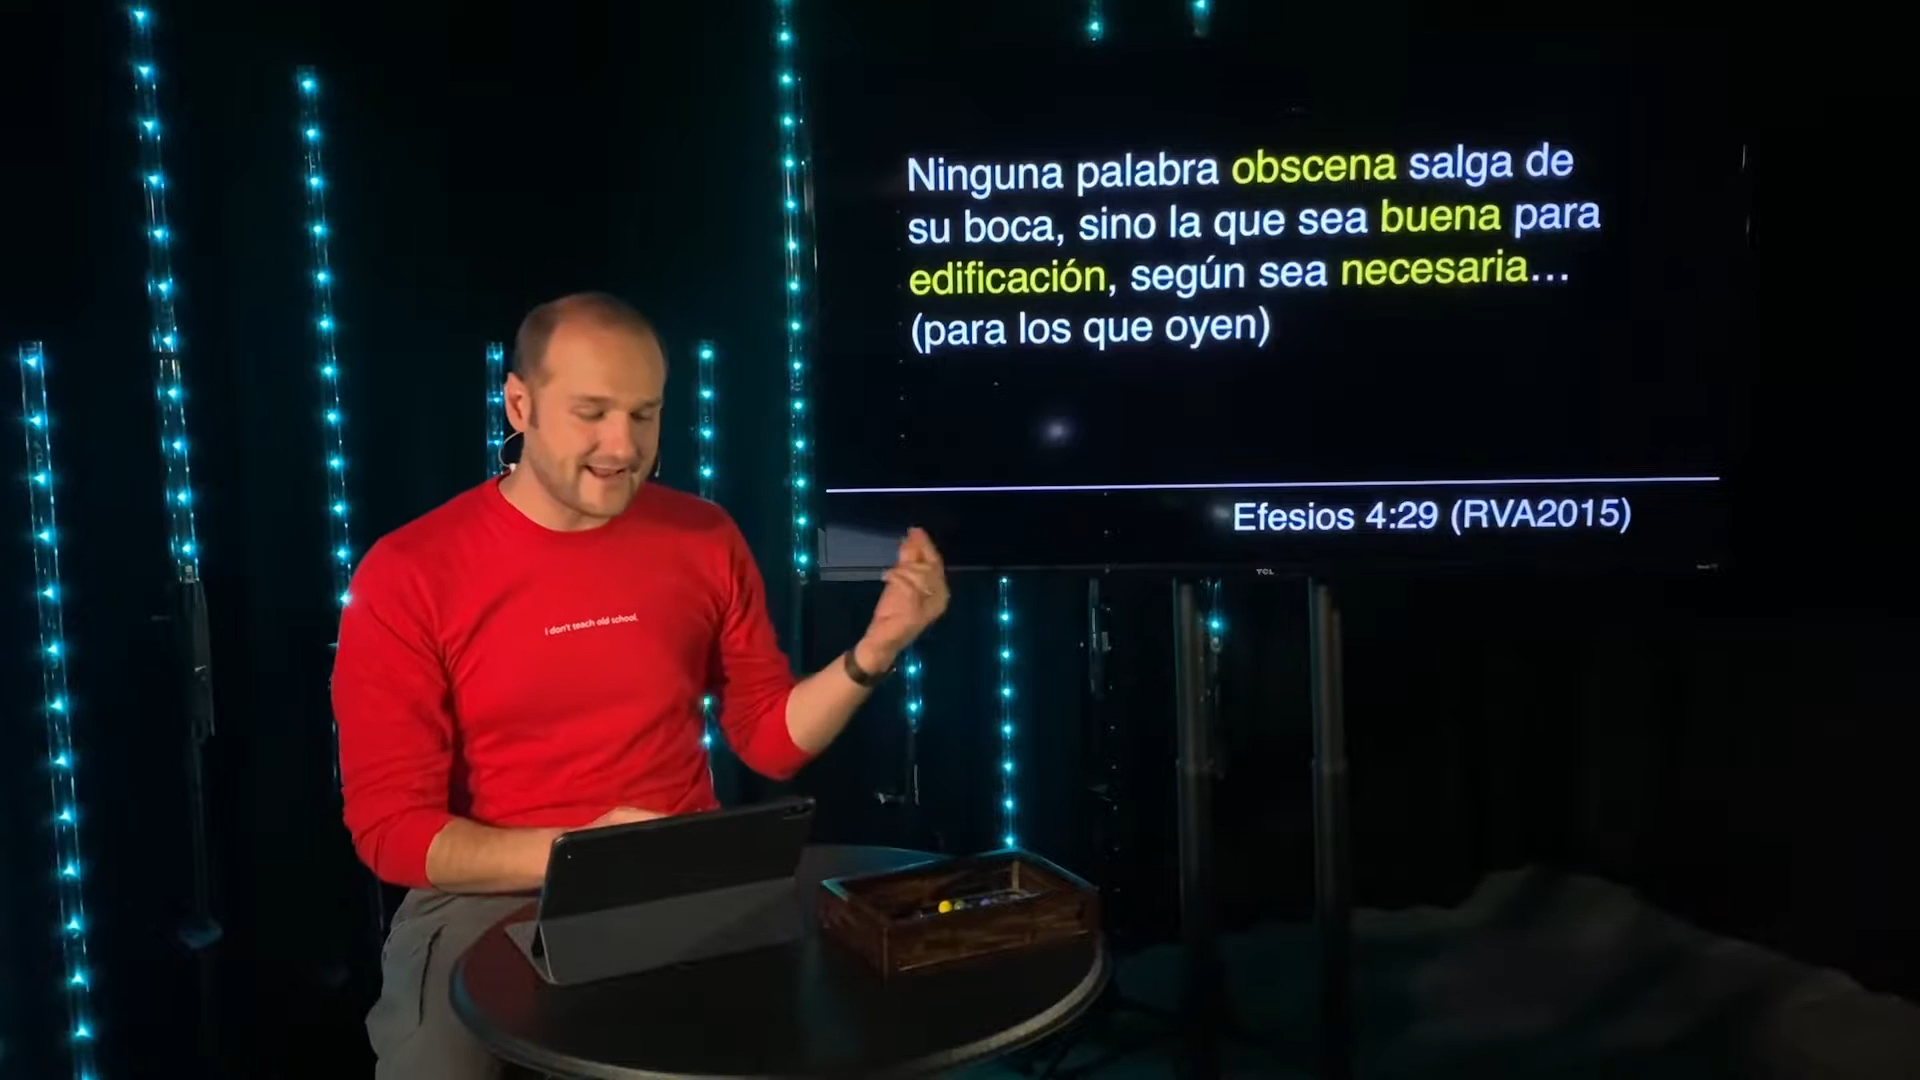 Ninguna palabra obscena salga de
su boca, sino la que sea buena para
edificación, según sea necesaria...
(para los que oyen)
Efesios 4:29 (RVA2015)
TCL
I don't teach old school.